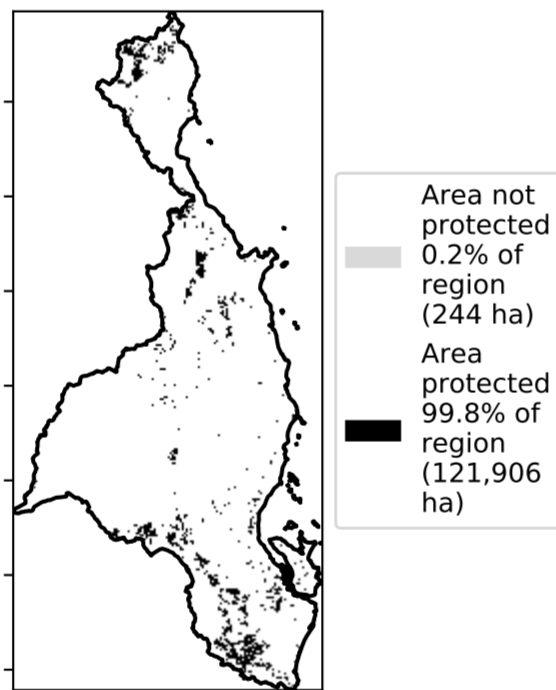 Area not
protected
0.2% of
region
(244 ha)
Area
protected
99.8% of
region
(121,906
ha)